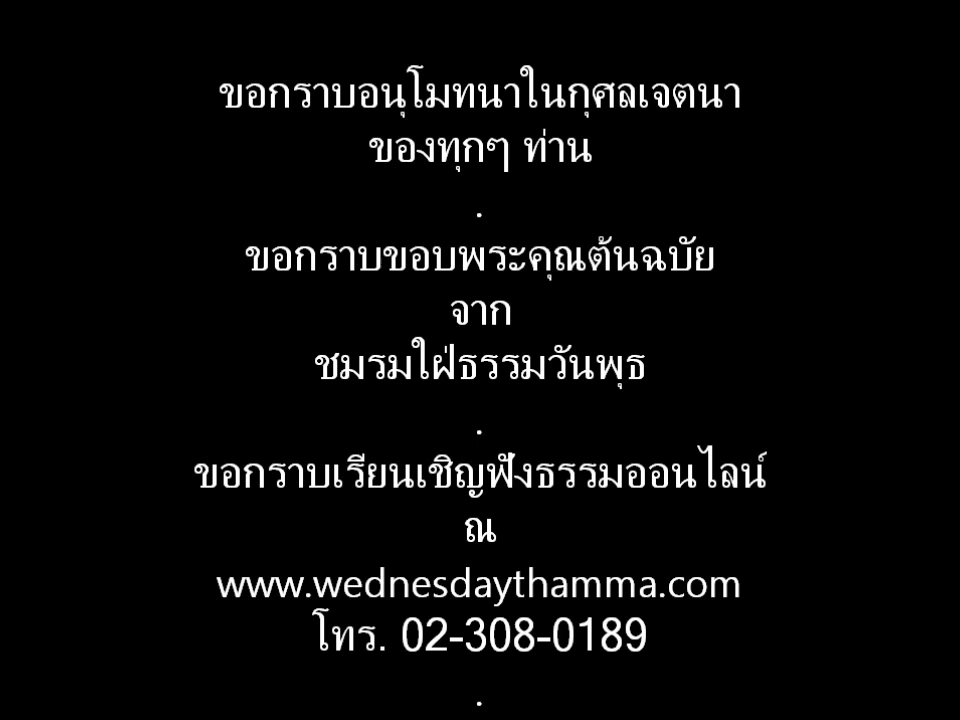 ขอกราบอนุโมทนาในกุศลเจตนา
ของทุกๆ ท่าน
.
ขอกราบขอบพระคุณต้นฉบับ
จาก
ชมรมใฝ่ธรรมวันพุธ
.
ขอกราบเรียนเชิญฟังธรรมออนไลน์
ณ
www.wednesdaythamma.com
โทร. 02-308-0189
.